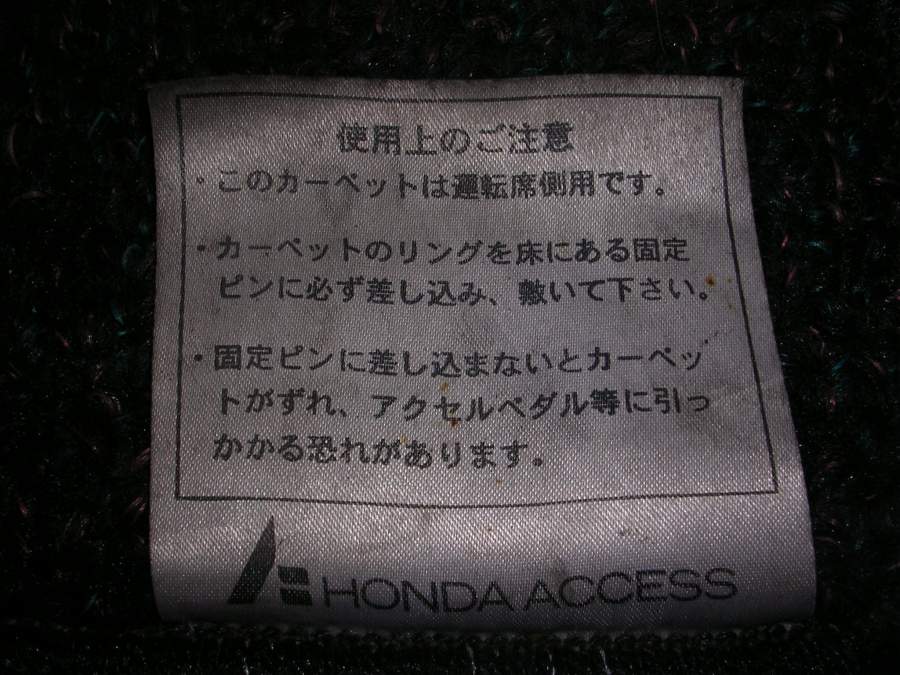 使用上のご注意
・このカーペットは運転席側用です。
・カーペットのリングを床にある固定
ピンに必ず差し込み、敷いて下さい。
・固定ピンに差し込まないとカーペッ
トがずれ、アクセルペダル等に引っ
かかる恐れがあります。
HONDA ACCESS